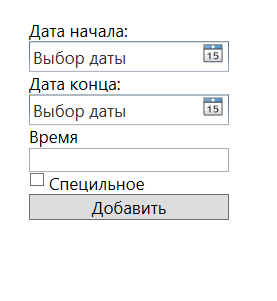 Дата начала:
Выбор даты 15
Дата конца:
Выбор даты 15
Время
Специльное
Добавить